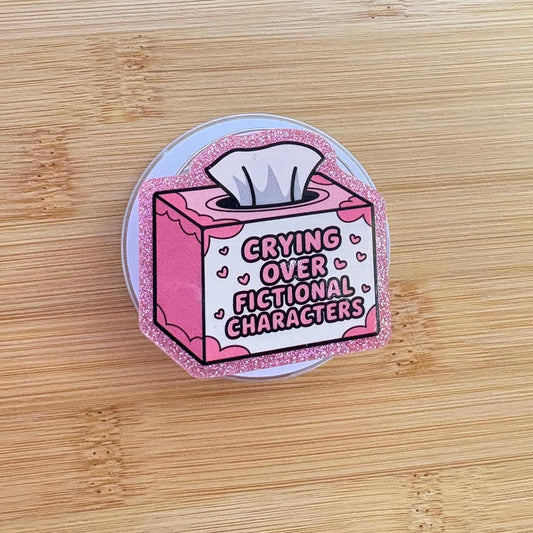 CRYING
OVER
FICTIONAL
CHARACTERS